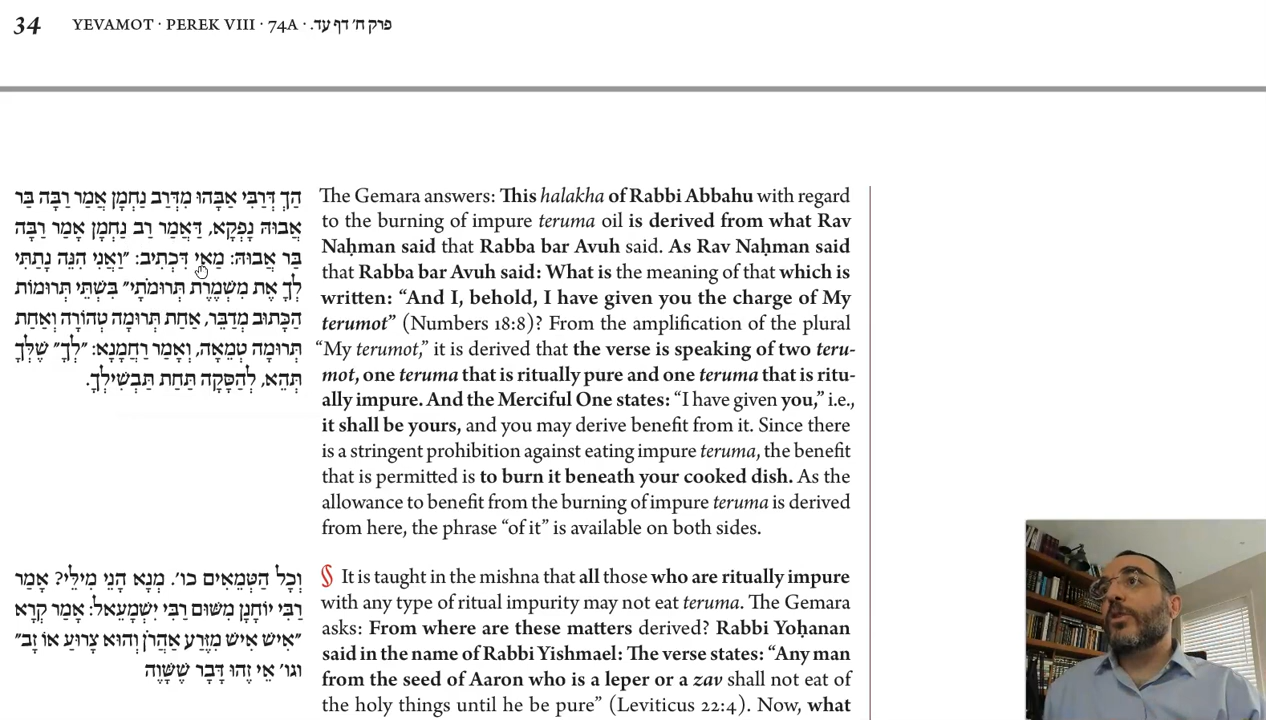 34 YEVAMOT · PEREK VIII · 74A · פרק ח׳ דף עד.
הַךְ דְּרַבִּי אַבָּהוּ מִדְּרַב נַחְמָן אָמַר רַבָּה בַּר
אֲבוּהּ נָפְקָא, דַּאֲמַר רַב נַחְמָן אָמַר רַבָּה
בַּר אֲבוּהּ: מַאי דִּכְתִיב: ״וַאֲנִי הִנֵּה נָתַתִּי
לְךָ אֶת מִשְׁמֶרֶת תְּרוּמֹתָי״ בִּשְׁתֵּי תְּרוּמוֹת
הַכָּתוּב מְדַבֵּר, אַחַת תְּרוּמָה טְהוֹרָה וְאַחַת
תְּרוּמָה טְמֵאָה, וְאָמַר רַחֲמָנָא: ״לְךָ״ שֶׁלְּךָ
תְּהֵא, לְהַסָּקָה תַּחַת תַּבְשִׁילְךָ.
The Gemara answers: This halakha of Rabbi Abbahu with regard
to the burning of impure teruma oil is derived from what Rav
Naḥman said that Rabba bar Avuh said. As Rav Naḥman said
that Rabba bar Avuh said: What is the meaning of that which is
written: “And I, behold, I have given you the charge of My
terumot” (Numbers 18:8)? From the amplification of the plural
“My terumot,” it is derived that the verse is speaking of two teru-
mot, one teruma that is ritually pure and one teruma that is ritu-
ally impure. And the Merciful One states: “I have given you,” i.e.,
it shall be yours, and you may derive benefit from it. Since there
is a stringent prohibition against eating impure teruma, the benefit
that is permitted is to burn it beneath your cooked dish. As the
allowance to benefit from the burning of impure teruma is derived
from here, the phrase “of it” is available on both sides.
וְכׇל הַטְּמֵאִים כּוּ׳. מְנָא הָנֵי מִילֵּי? אָמַר
רַבִּי יוֹחָנָן מִשּׁוּם רַבִּי יִשְׁמָעֵאל: אָמַר קְרָא
״אִישׁ אִישׁ מִזֶּרַע אַהֲרֹן וְהוּא צָרוּעַ אוֹ זָב״
וגו׳ אֵי זֶהוּ דָּבָר שֶׁשָּׁוֶה
§ It is taught in the mishna that all those who are ritually impure
with any type of ritual impurity may not eat teruma. The Gemara
asks: From where are these matters derived? Rabbi Yoḥanan
said in the name of Rabbi Yishmael: The verse states: “Any man
from the seed of Aaron who is a leper or a zav shall not eat of
the holy things until he be pure” (Leviticus 22:4). Now, what